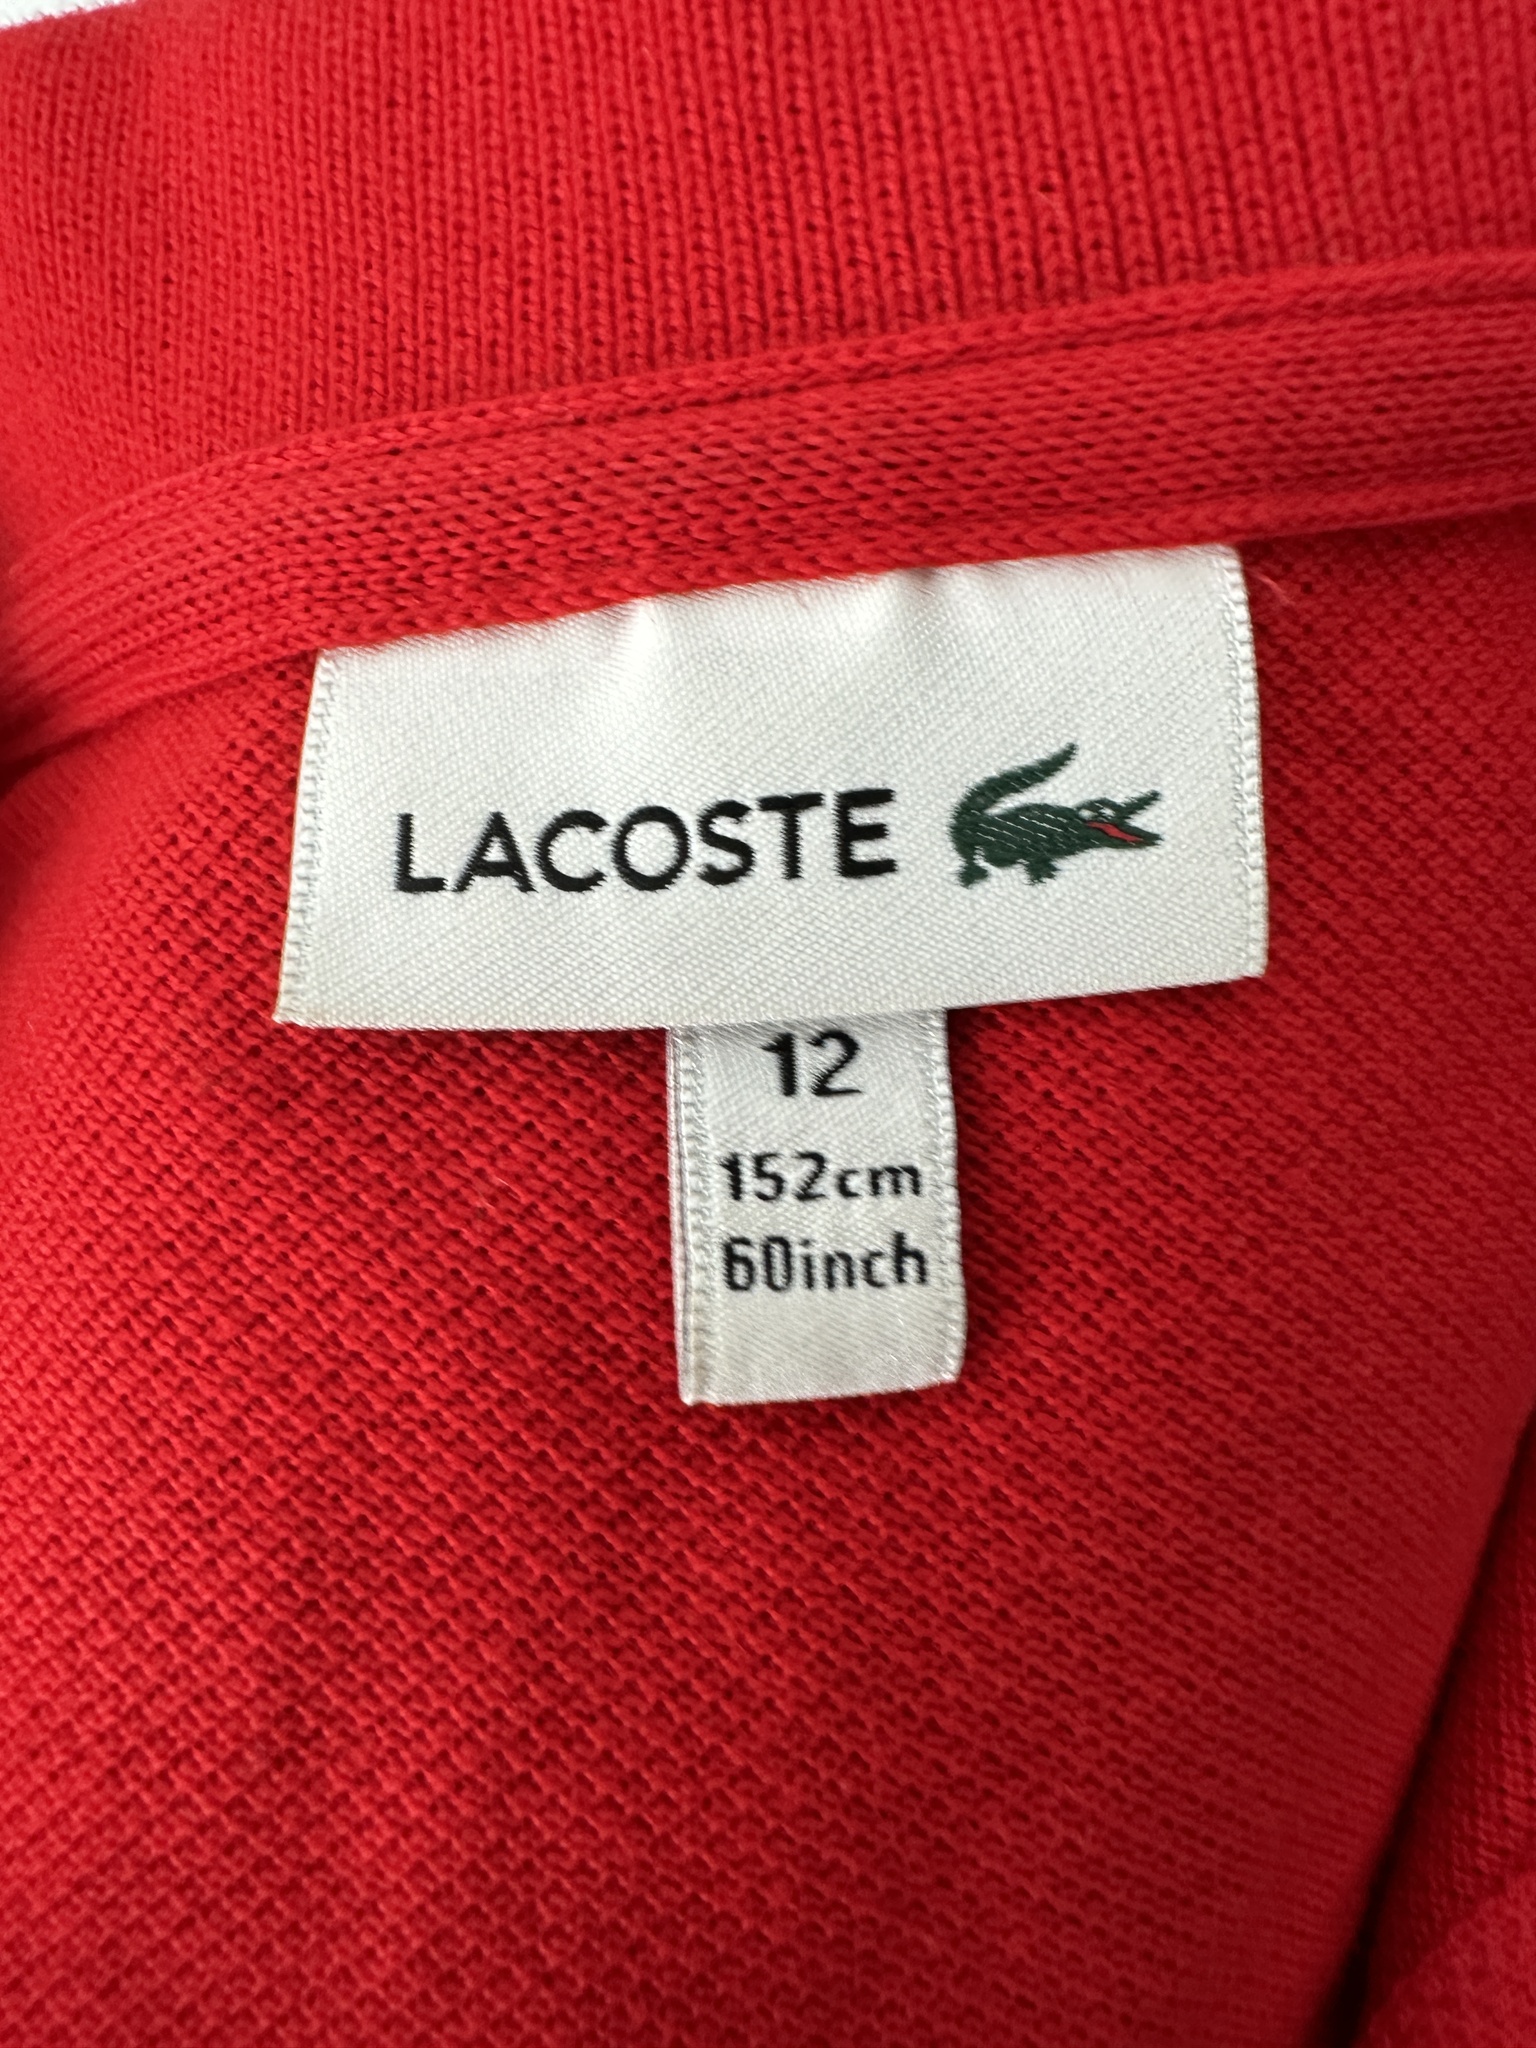 LACOSTE
12
152cm
60inch